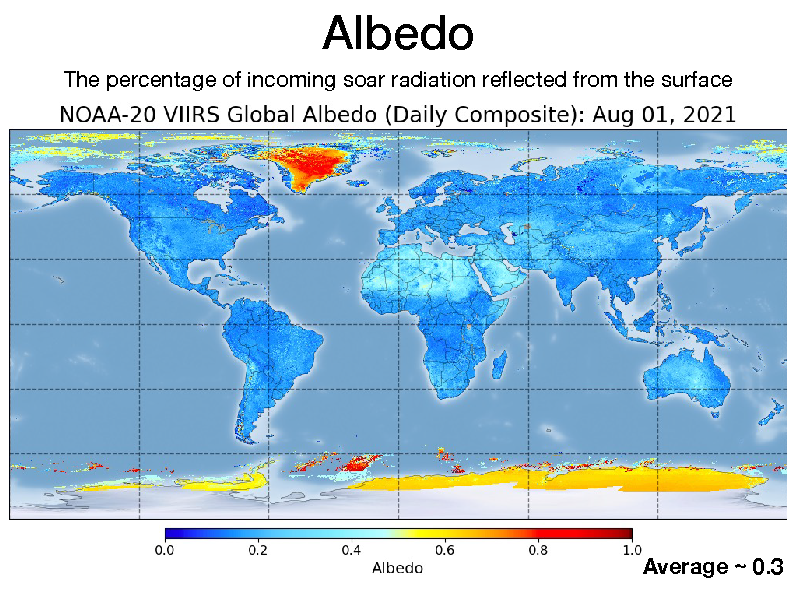 Albedo
The percentage of incoming soar radiation reflected from the surface
NOAA-20 VIIRS Global Albedo (Daily Composite): Aug 01, 2021
0.0 0.2 0.4 0.6 0.8 1.0
Albedo
Average ~ 0.3